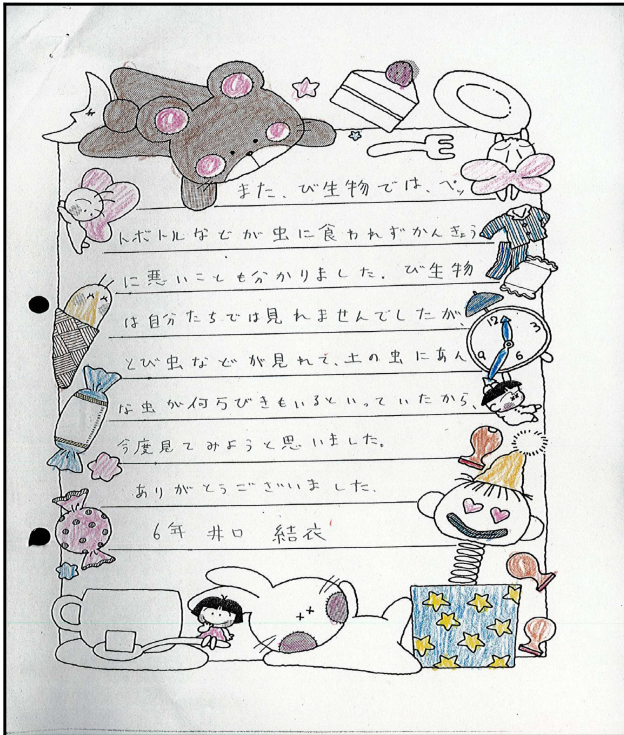 また、び生物では、ペッ
トボトルなどが虫に食われずかんきょう
に悪いことも分かりました。び生物
は自分たちでは見れませんでしたが、
とび虫などが見れて、土の虫にあん
な虫が何万びきもいるといっていたから、
今度見てみようと思いました。
ありがとうございました。
6年 井口 結衣
12
3
9
6